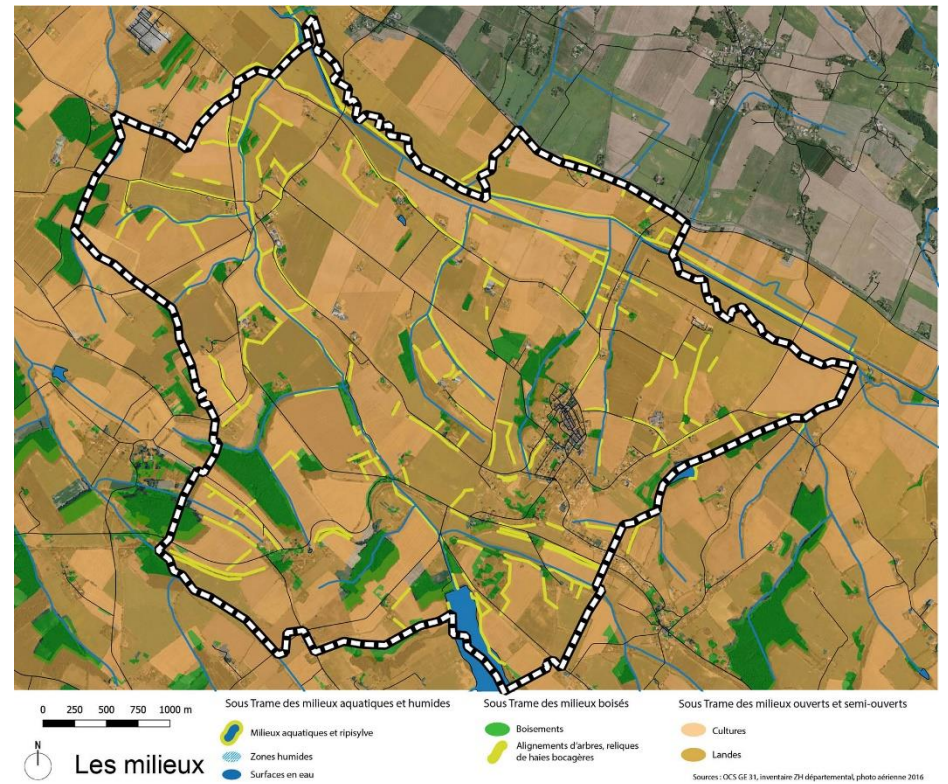 0 250 500 750 1000 m
N
Les milieux
Sous Trame des milieux aquatiques et humides
Milieux aquatiques et ripisylve
Zones humides
Surfaces en eau
Sous Trame des milieux boisés
Boisements
Alignements d'arbres, reliques
de haies bocagères
Sous Trame des milieux ouverts et semi-ouverts
Cultures
Landes
Sources : OCS GE 31, inventaire ZH départemental, photo aérienne 2016